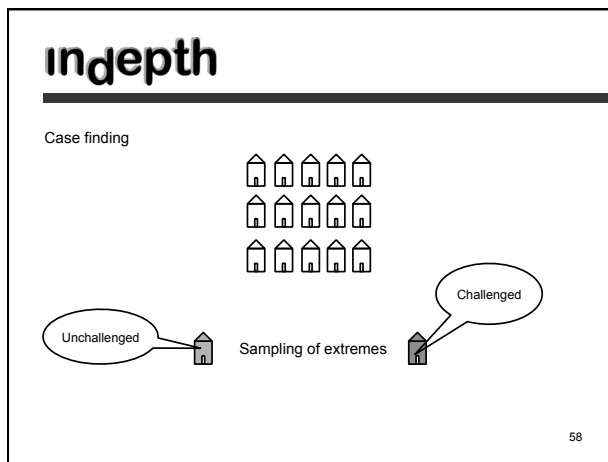 indepth
Case finding
Challenged
Unchallenged
Sampling of extremes
58